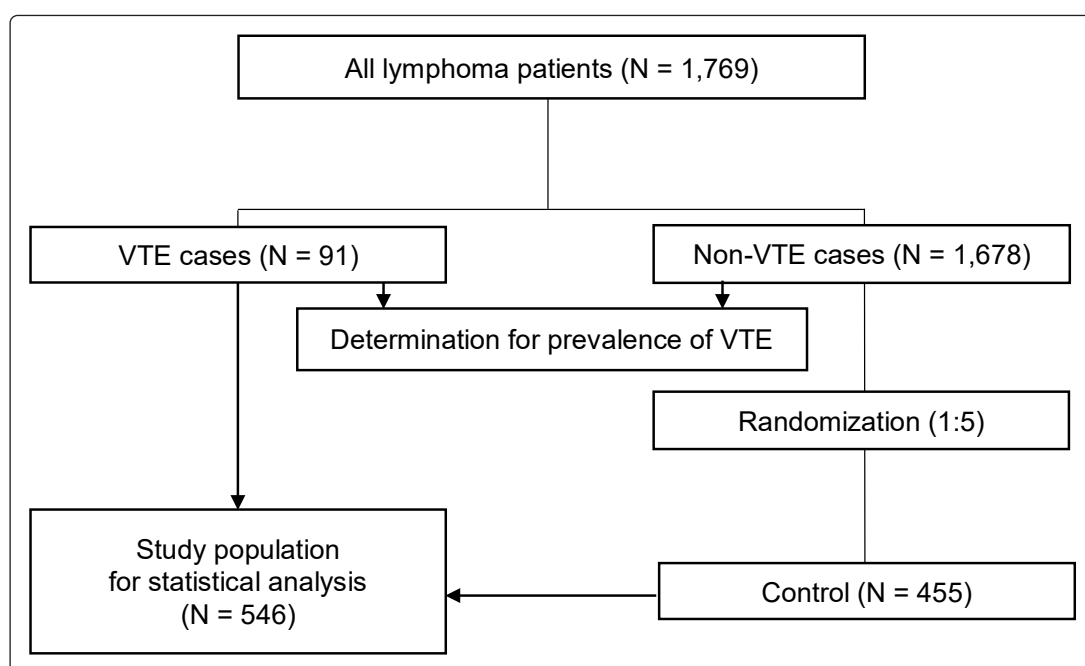 All lymphoma patients (N = 1,769)
VTE cases (N = 91)
Non-VTE cases (N = 1,678)
Determination for prevalence of VTE
Randomization (1:5)
Study population
for statistical analysis
(N = 546)
Control (N = 455)